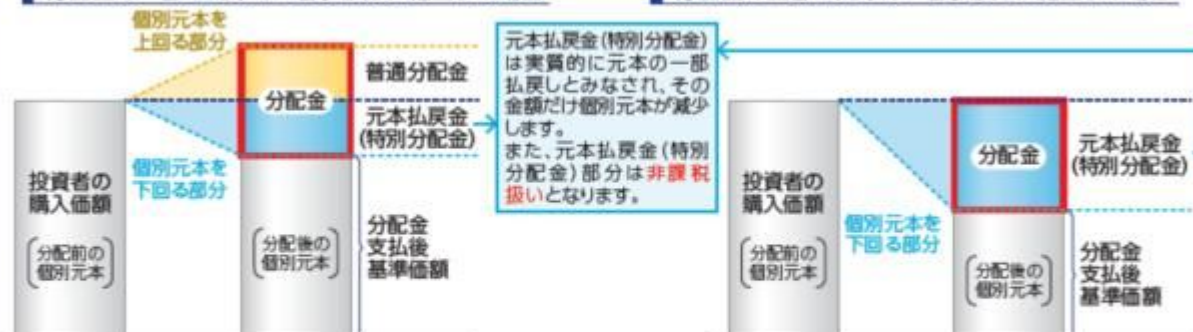 個別元本を
上回る部分
普通分配金
分配金
元本払戻金
(特別分配金)
個別元本を
下回る部分
投資者の
購入価額
(分配前の
個別元本)
(分配後の
個別元本)
分配金
支払後
基準価額
元本払戻金(特別分配金)
は実質的に元本の一部
払戻しとみなされ、その
金額だけ個別元本が減少
します。
また、元本払戻金(特別
分配金)部分は非課税
扱いとなります。
分配金
元本払戻金
(特別分配金)
投資者の
購入価額
(分配前の
個別元本)
個別元本を
下回る部分
(分配後の
個別元本)
分配金
支払後
基準価額